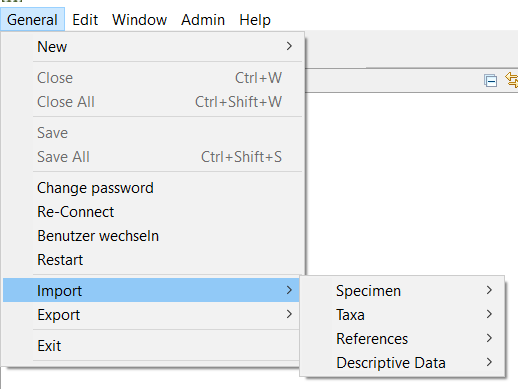 General Edit Window Admin Help
New
Close Ctrl+W
Close All Ctrl+Shift+W
Save
Save All Ctrl+Shift+S
Change password
Re-Connect
Benutzer wechseln
Restart
Import
Export
Exit
Specimen
Taxa
References
Descriptive Data